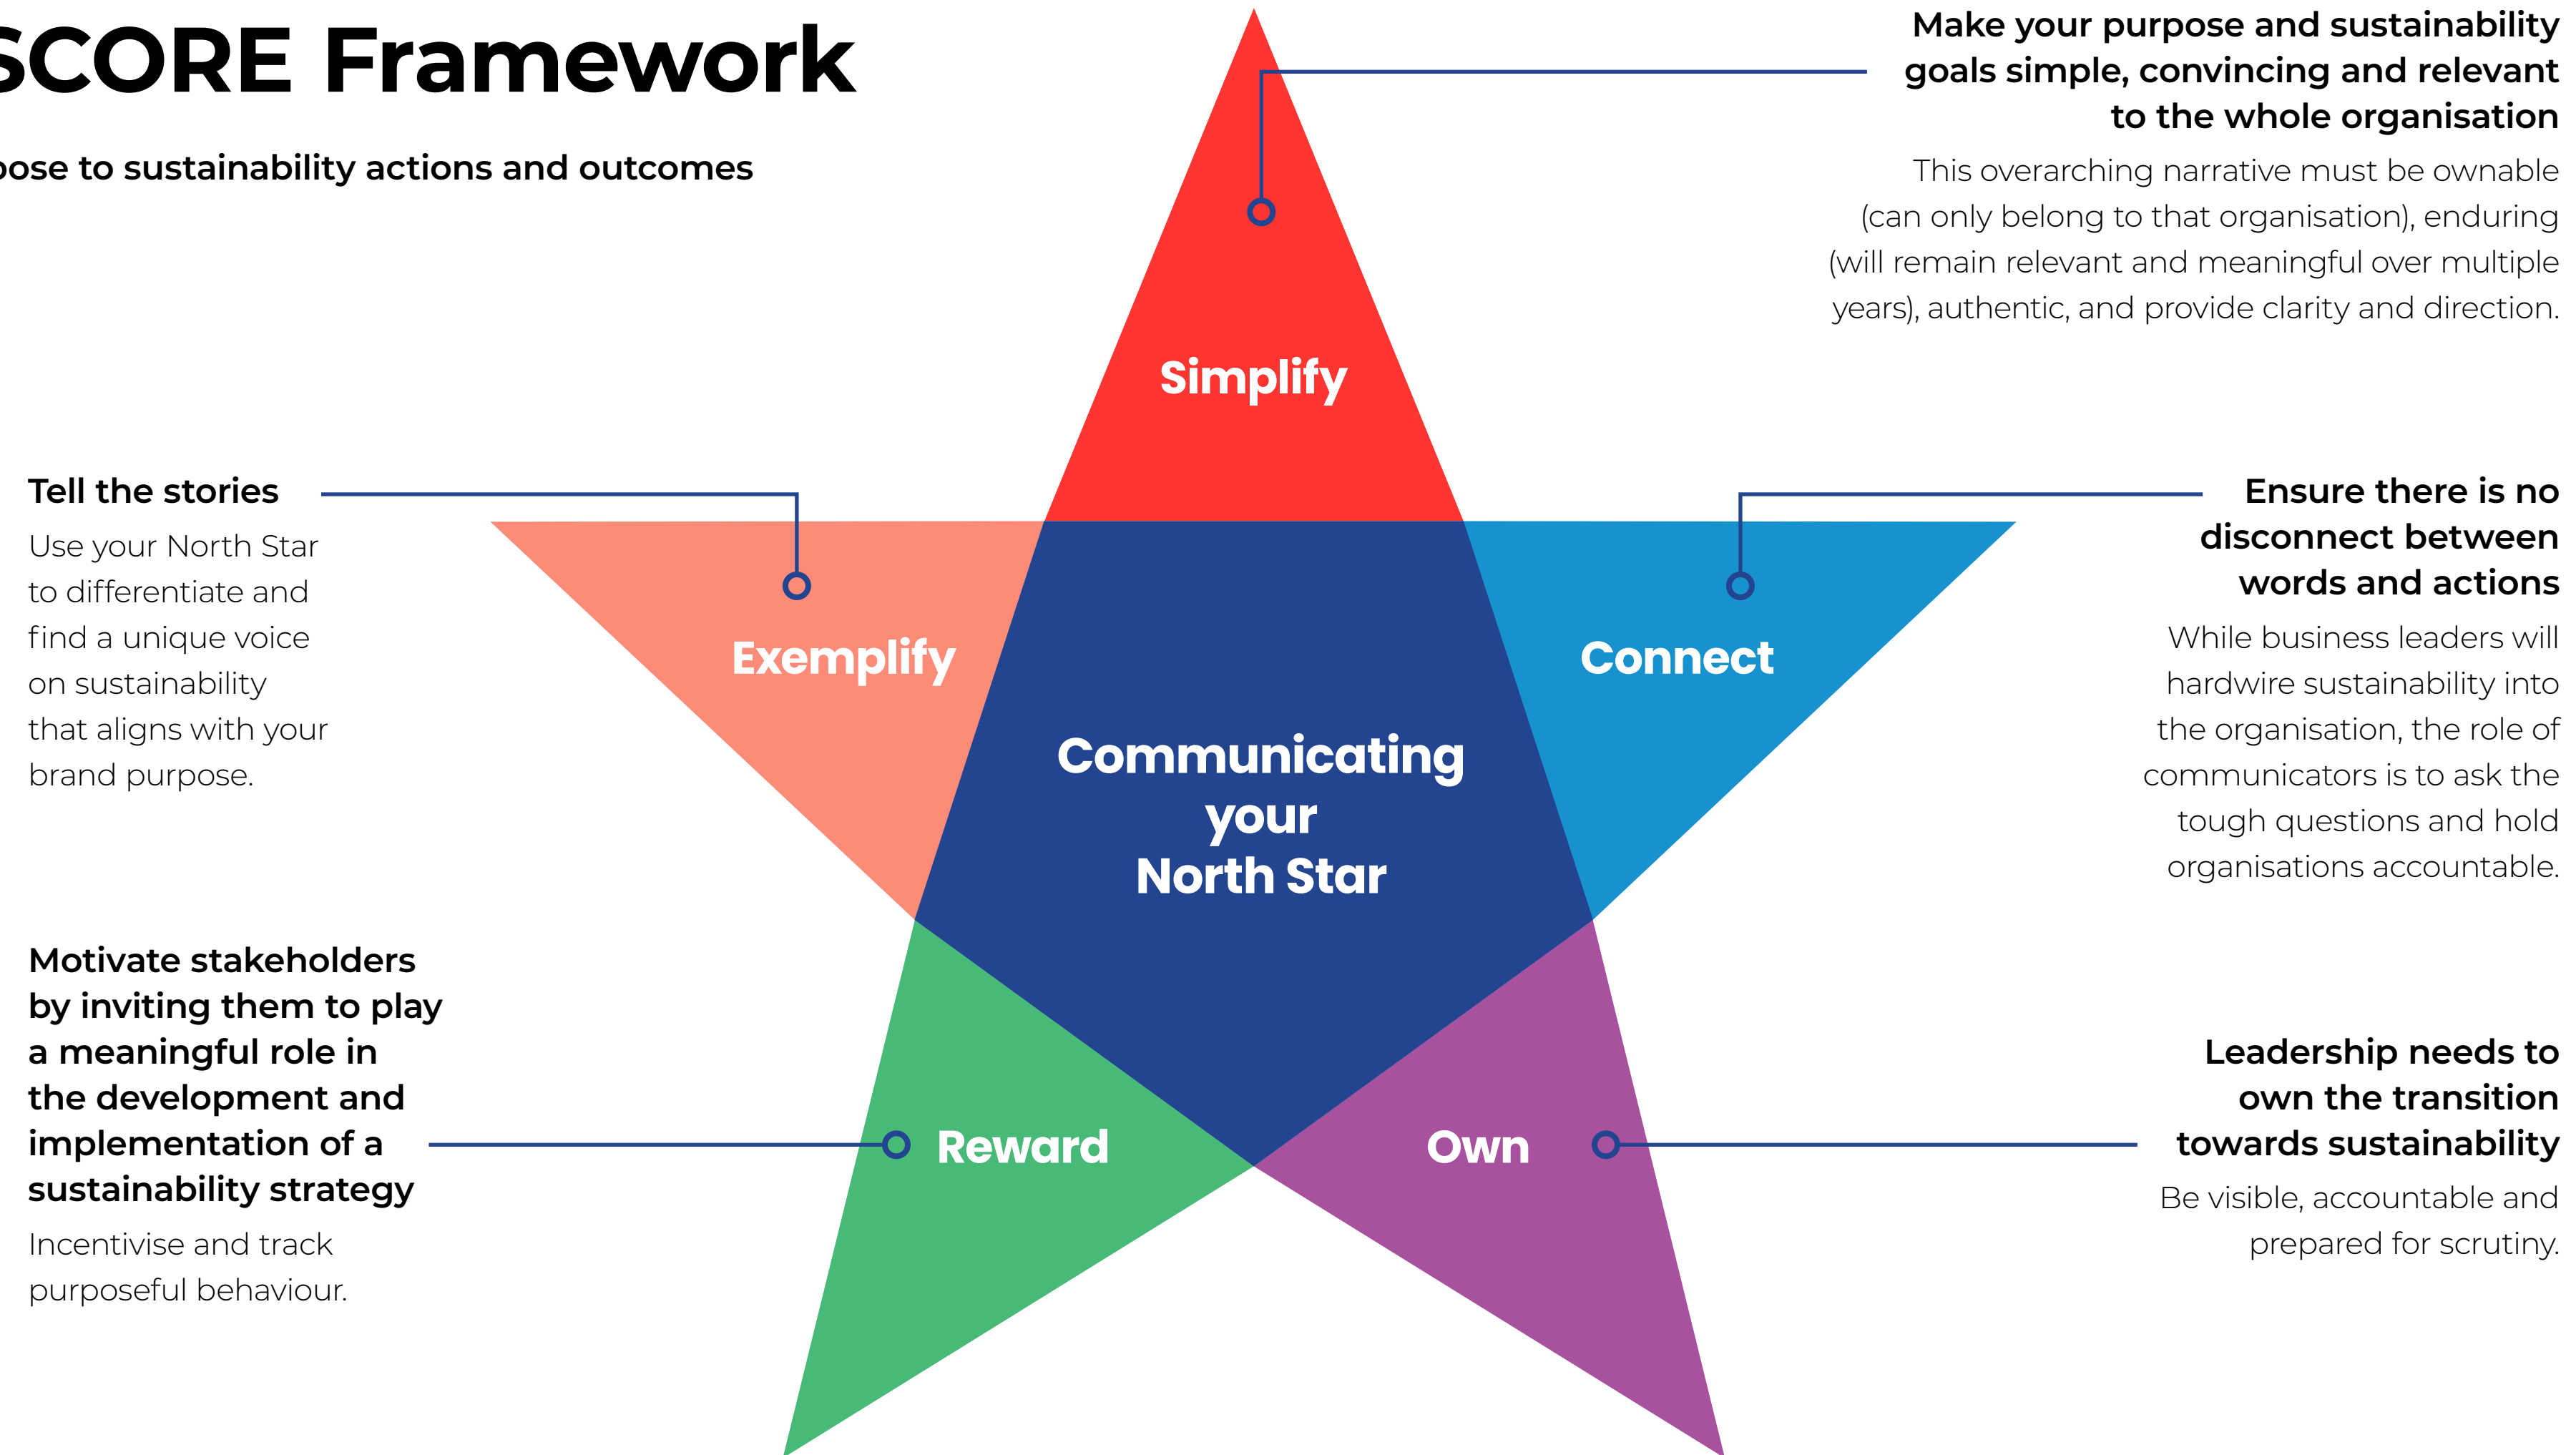 SCORE Framework
pose to sustainability actions and outcomes
Make your purpose and sustainability
goals simple, convincing and relevant
to the whole organisation
This overarching narrative must be ownable
(can only belong to that organisation), enduring
(will remain relevant and meaningful over multiple
years), authentic, and provide clarity and direction.
Simplify
Ensure there is no
disconnect between
words and actions
While business leaders will
hardwire sustainability into
the organisation, the role of
communicators is to ask the
tough questions and hold
organisations accountable.
Connect
Leadership needs to
own the transition
towards sustainability
Be visible, accountable and
prepared for scrutiny.
Own
Motivate stakeholders
by inviting them to play
a meaningful role in
the development and
implementation of a
sustainability strategy
Incentivise and track
purposeful behaviour.
Reward
Tell the stories
Use your North Star
to differentiate and
find a unique voice
on sustainability
that aligns with your
brand purpose.
Exemplify
Communicating
your
North Star